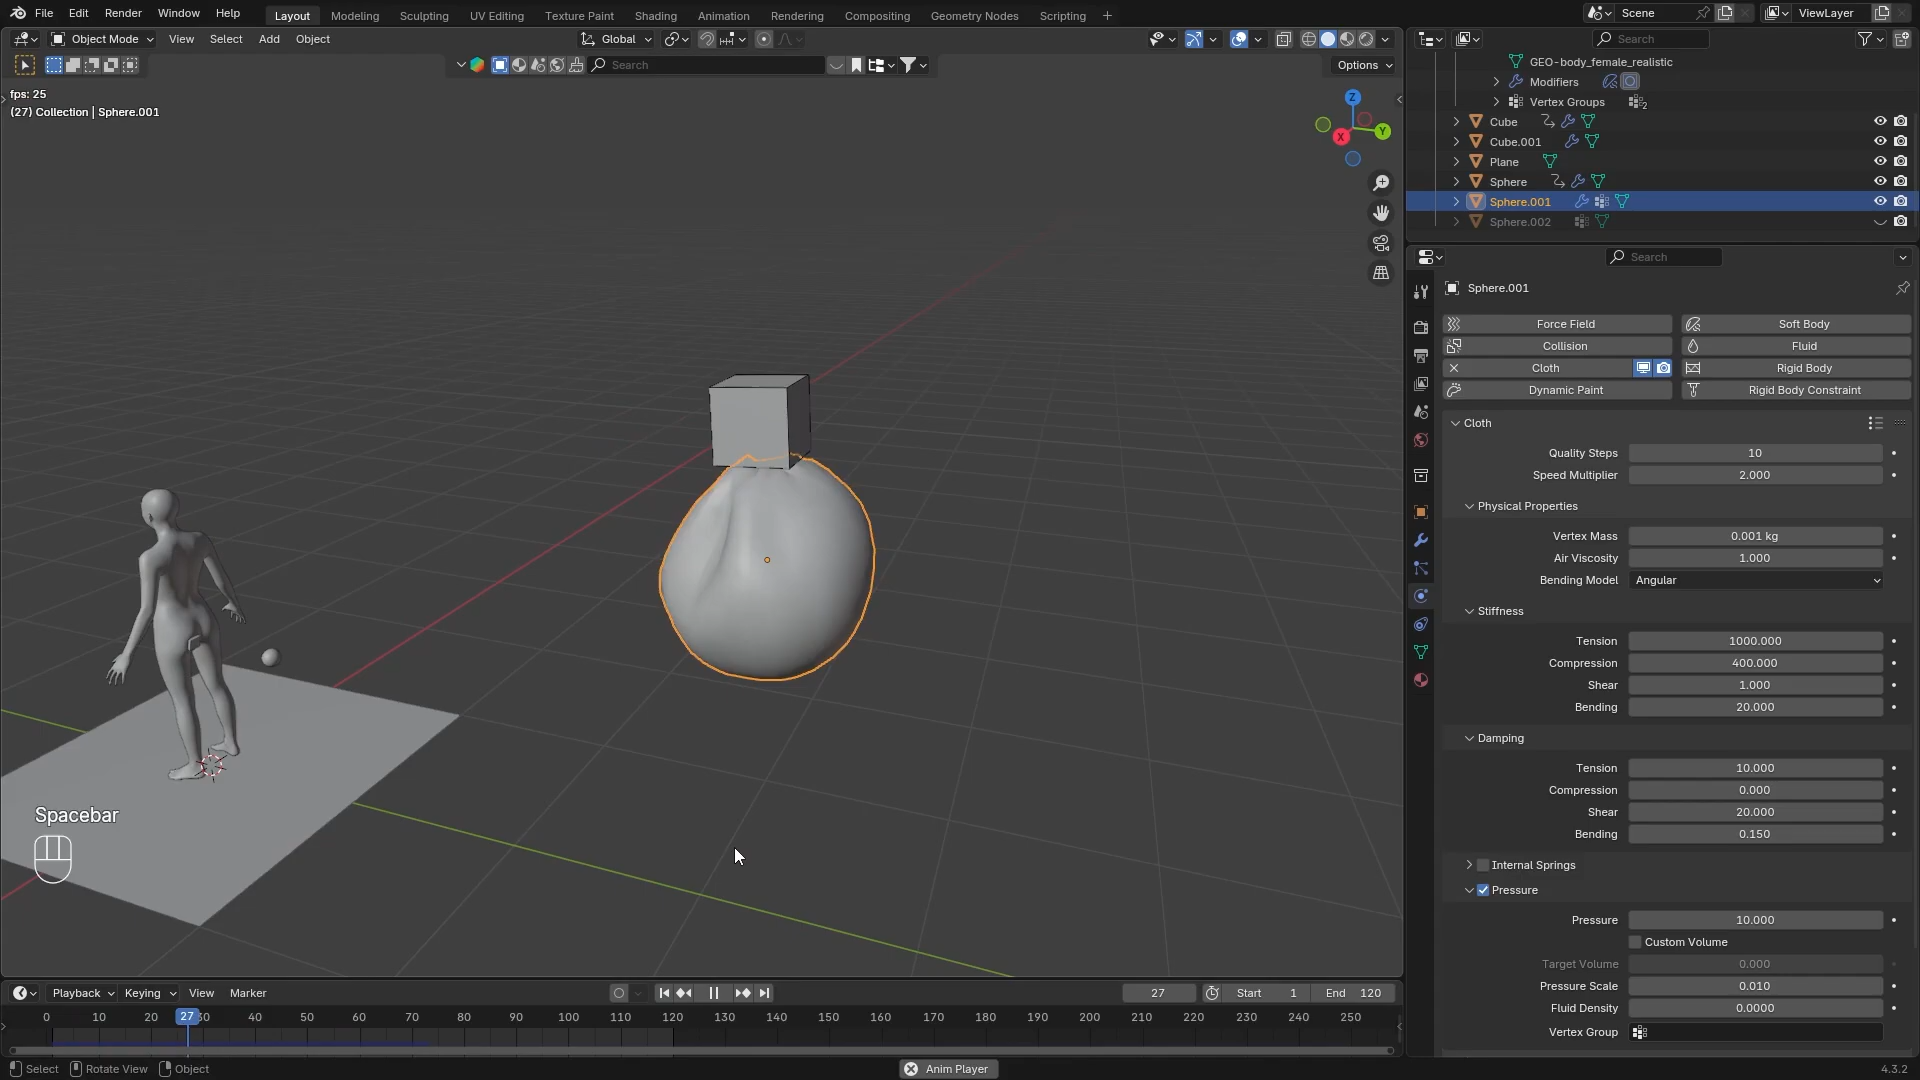 File Edit Render Window Help Layout Modeling Sculpting UV Editing Texture Paint Shading Animation Rendering Compositing Geometry Nodes Scripting + Scene ViewLayer
Object Mode View Select Add Object Global Search
Search Options
fps: 25
(27) Collection | Sphere.001
Z
Y
X
GEO-body_female_realistic
Modifiers
Vertex Groups 2
Cube
Cube.001
Plane
Sphere
Sphere.001
Sphere.002
Search
Sphere.001
Force Field Soft Body
Collision Fluid
Cloth Rigid Body
Dynamic Paint Rigid Body Constraint
Cloth
Quality Steps 10
Speed Multiplier 2.000
Physical Properties
Vertex Mass 0.001 kg
Air Viscosity 1.000
Bending Model Angular
Stiffness
Tension 1000.000
Compression 400.000
Shear 1.000
Bending 20.000
Damping
Tension 10.000
Compression 0.000
Shear 20.000
Bending 0.150
Internal Springs
Pressure
Pressure 10.000
Custom Volume
Target Volume 0.000
Pressure Scale 0.010
Fluid Density 0.0000
Vertex Group
Spacebar
Playback Keying View Marker 27 Start 1 End 120
0 10 20 27 30 40 50 60 70 80 90 100 110 120 130 140 150 160 170 180 190 200 210 220 230 240 250
Select Rotate View Object Anim Player 4.3.2